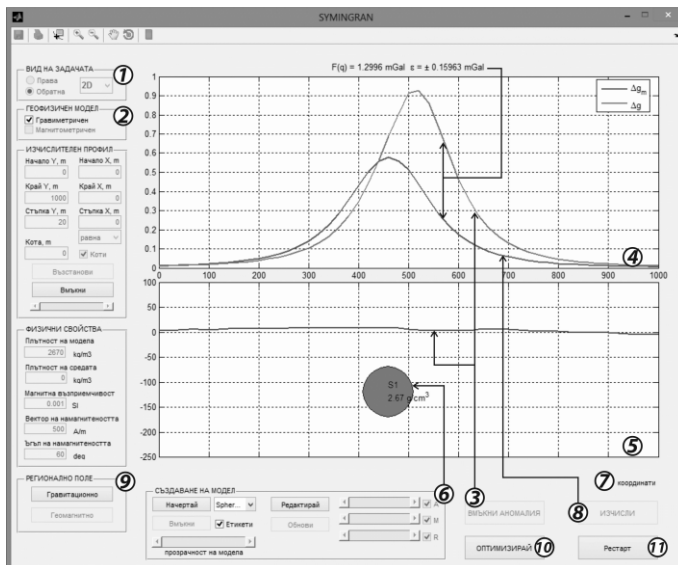 SYMINGRAN
ВИД НА ЗАДАЧАТА
1
Права
Обратна
2D
ГЕОФИЗИЧЕН МОДЕЛ
2
Гравиметричен
Магнитометричен
ИЗЧИСЛИТЕЛЕН ПРОФИЛ
Начало Y, m Начало X, m
0 0
Край Y, m Край X, m
1000 0
Стъпка Y, m Стъпка X, m
20 0
равна
Кота, m
0 Коти
Възстанови
Вмъкни
ФИЗИЧНИ СВОЙСТВА
Плътност на модела
2670 kg/m3
Плътност на средата
0 kg/m3
Магнитна възприемчивост
0.001 SI
Вектор на намагнитеността
500 A/m
Ъгъл на намагнитеността
60 deg
РЕГИОНАЛНО ПОЛЕ
9
Гравитационно
Геомагнитно
F(q) = 1.2996 mGal ε = ± 0.15963 mGal
1
0.9
0.8
0.7
0.6
0.5
0.4
0.3
0.2
0.1
0
Δgm
Δg
4
0 100 200 300 400 500 600 700 800 900 1000
100
50
0
-50
-100
-150
-200
-250
S1
2.67 g/cm³
5
СЪЗДАВАНЕ НА МОДЕЛ
6
3
8
7
координати
Начертай Spher... Редактирай
Вмъкни Етикети Обнови
прозрачност на модела
M
R
ВМЪКНИ АНОМАЛИЯ
ИЗЧИСЛИ
ОПТИМИЗИРАЙ 10
Рестарт 11